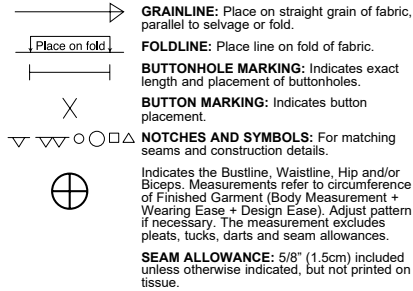 GRAINLINE: Place on straight grain of fabric,
parallel to selvage or fold.
Place on fold
FOLDLINE: Place line on fold of fabric.
BUTTONHOLE MARKING: Indicates exact
length and placement of buttonholes.
BUTTON MARKING: Indicates button
placement.
NOTCHES AND SYMBOLS: For matching
seams and construction details.
Indicates the Bustline, Waistline, Hip and/or
Biceps. Measurements refer to circumference
of Finished Garment (Body Measurement +
Wearing Ease + Design Ease). Adjust pattern
if necessary. The measurement excludes
pleats, tucks, darts and seam allowances.
SEAM ALLOWANCE: 5/8" (1.5cm) included
unless otherwise indicated, but not printed on
tissue.